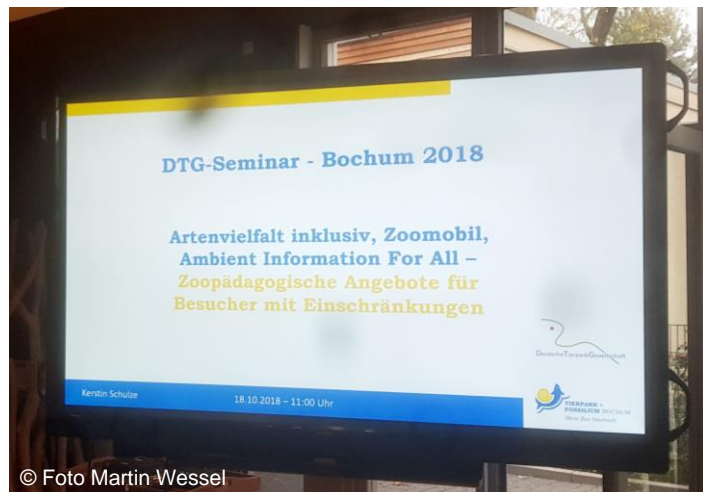 DTG-Seminar - Bochum 2018
Artenvielfalt inklusiv, Zoomobil,
Ambient Information For All –
Zoopädagogische Angebote für
Besucher mit Einschränkungen
DeutscheTierparkGesellschaft
Kerstin Schulze
18.10.2018 – 11:00 Uhr
TIERPARK +
FOSSILIUM BOCHUM
© Foto Martin Wessel